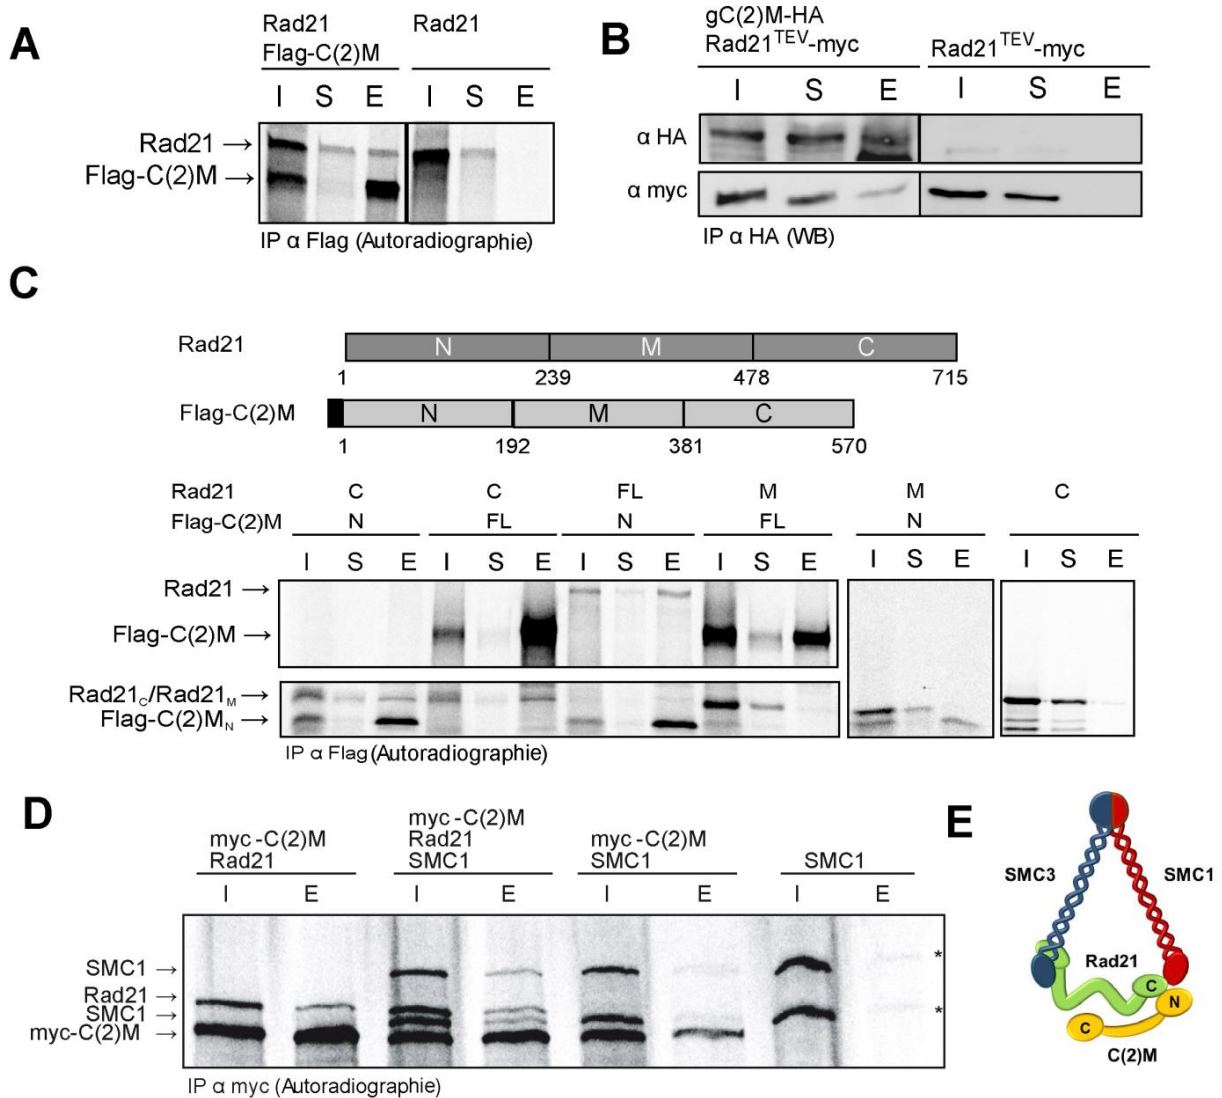 A
Rad21
Flag-C(2)M
Rad21
I S E I S E
Rad21 →
Flag-C(2)M →
IP α Flag (Autoradiographie)
B
gC(2)M-HA
Rad21TEV-myc
Rad21TEV-myc
I S E I S E
α HA
α myc
IP α HA (WB)
C
Rad21
N M C
1 239 478 715
Flag-C(2)M
N M C
1 192 381 570
Rad21 C C FL M M C
Flag-C(2)M N FL N FL N
I S E I S E I S E I S E I S E I S E
Rad21 →
Flag-C(2)M →
Rad21C/Rad21M →
Flag-C(2)MN →
IP α Flag (Autoradiographie)
D
myc-C(2)M
Rad21
myc-C(2)M
Rad21
SMC1
myc-C(2)M
SMC1
SMC1
I E I E I E I E
SMC1 →
Rad21 →
SMC1 →
myc-C(2)M →
*
*
IP α myc (Autoradiographie)
E
SMC3 SMC1
Rad21
C N
C
C(2)M